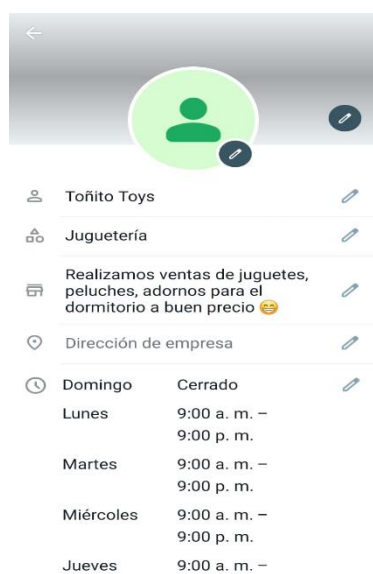 Toñito Toys
Juguetería
Realizamos ventas de juguetes,
peluches, adornos para el
dormitorio a buen precio 😁
Dirección de empresa
Domingo Cerrado
Lunes 9:00 a. m. –
9:00 p. m.
Martes 9:00 a. m. –
9:00 p. m.
Miércoles 9:00 a. m. –
9:00 p. m.
Jueves 9:00 a. m. –